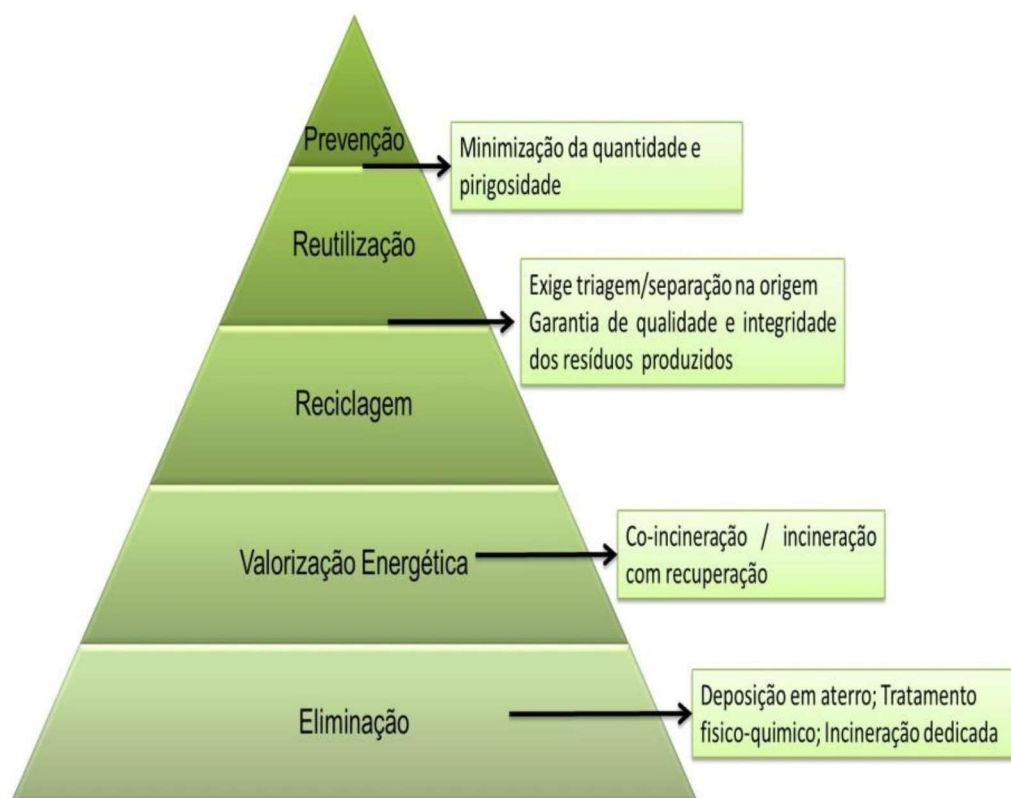 Prevenção
Minimização da quantidade e
pirigosidade
Reutilização
Exige triagem/separação na origem
Garantia de qualidade e integridade
dos resíduos produzidos
Reciclagem
Valorização Energética
Co-incineração / incineração
com recuperação
Eliminação
Deposição em aterro; Tratamento
fisico-quimico; Incineração dedicada